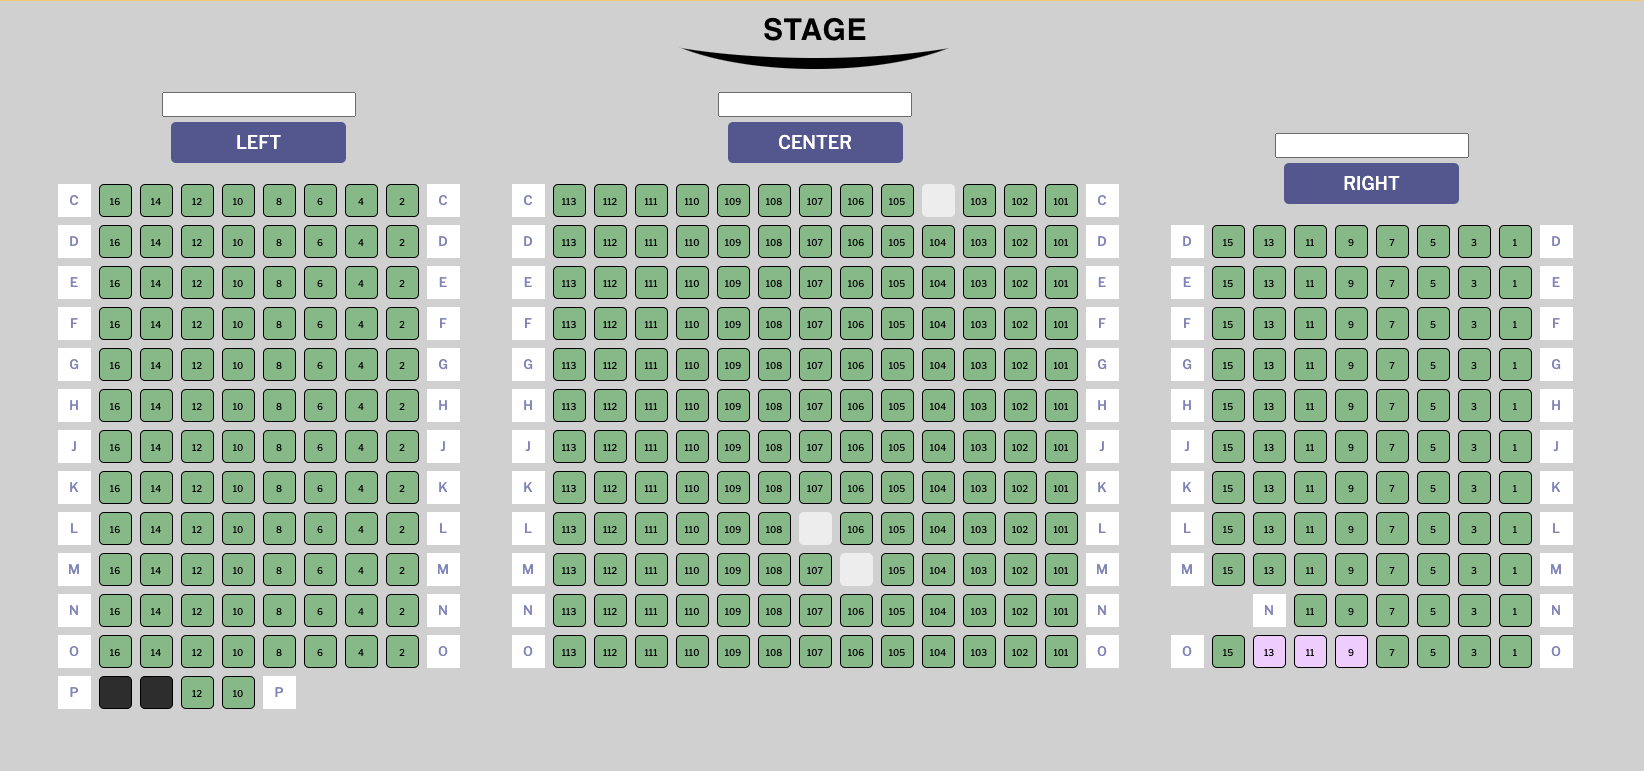 STAGE
LEFT
CENTER
RIGHT
C 16 14 12 10 8 6 4 2 C C 113 112 111 110 109 108 107 106 105 103 102 101 C
D 16 14 12 10 8 6 4 2 D D 113 112 111 110 109 108 107 106 105 104 103 102 101 D D 15 13 11 9 7 5 3 1 D
E 16 14 12 10 8 6 4 2 E E 113 112 111 110 109 108 107 106 105 104 103 102 101 E E 15 13 11 9 7 5 3 1 E
F 16 14 12 10 8 6 4 2 F F 113 112 111 110 109 108 107 106 105 104 103 102 101 F F 15 13 11 9 7 5 3 1 F
G 16 14 12 10 8 6 4 2 G G 113 112 111 110 109 108 107 106 105 104 103 102 101 G G 15 13 11 9 7 5 3 1 G
H 16 14 12 10 8 6 4 2 H H 113 112 111 110 109 108 107 106 105 104 103 102 101 H H 15 13 11 9 7 5 3 1 H
J 16 14 12 10 8 6 4 2 J J 113 112 111 110 109 108 107 106 105 104 103 102 101 J J 15 13 11 9 7 5 3 1 J
K 16 14 12 10 8 6 4 2 K K 113 112 111 110 109 108 107 106 105 104 103 102 101 K K 15 13 11 9 7 5 3 1 K
L 16 14 12 10 8 6 4 2 L L 113 112 111 110 109 108 106 105 104 103 102 101 L L 15 13 11 9 7 5 3 1 L
M 16 14 12 10 8 6 4 2 M M 113 112 111 110 109 108 107 105 104 103 102 101 M M 15 13 11 9 7 5 3 1 M
N 16 14 12 10 8 6 4 2 N N 113 112 111 110 109 108 107 106 105 104 103 102 101 N N 11 9 7 5 3 1 N
O 16 14 12 10 8 6 4 2 O O 113 112 111 110 109 108 107 106 105 104 103 102 101 O O 15 13 11 9 7 5 3 1 O
P 12 10 P